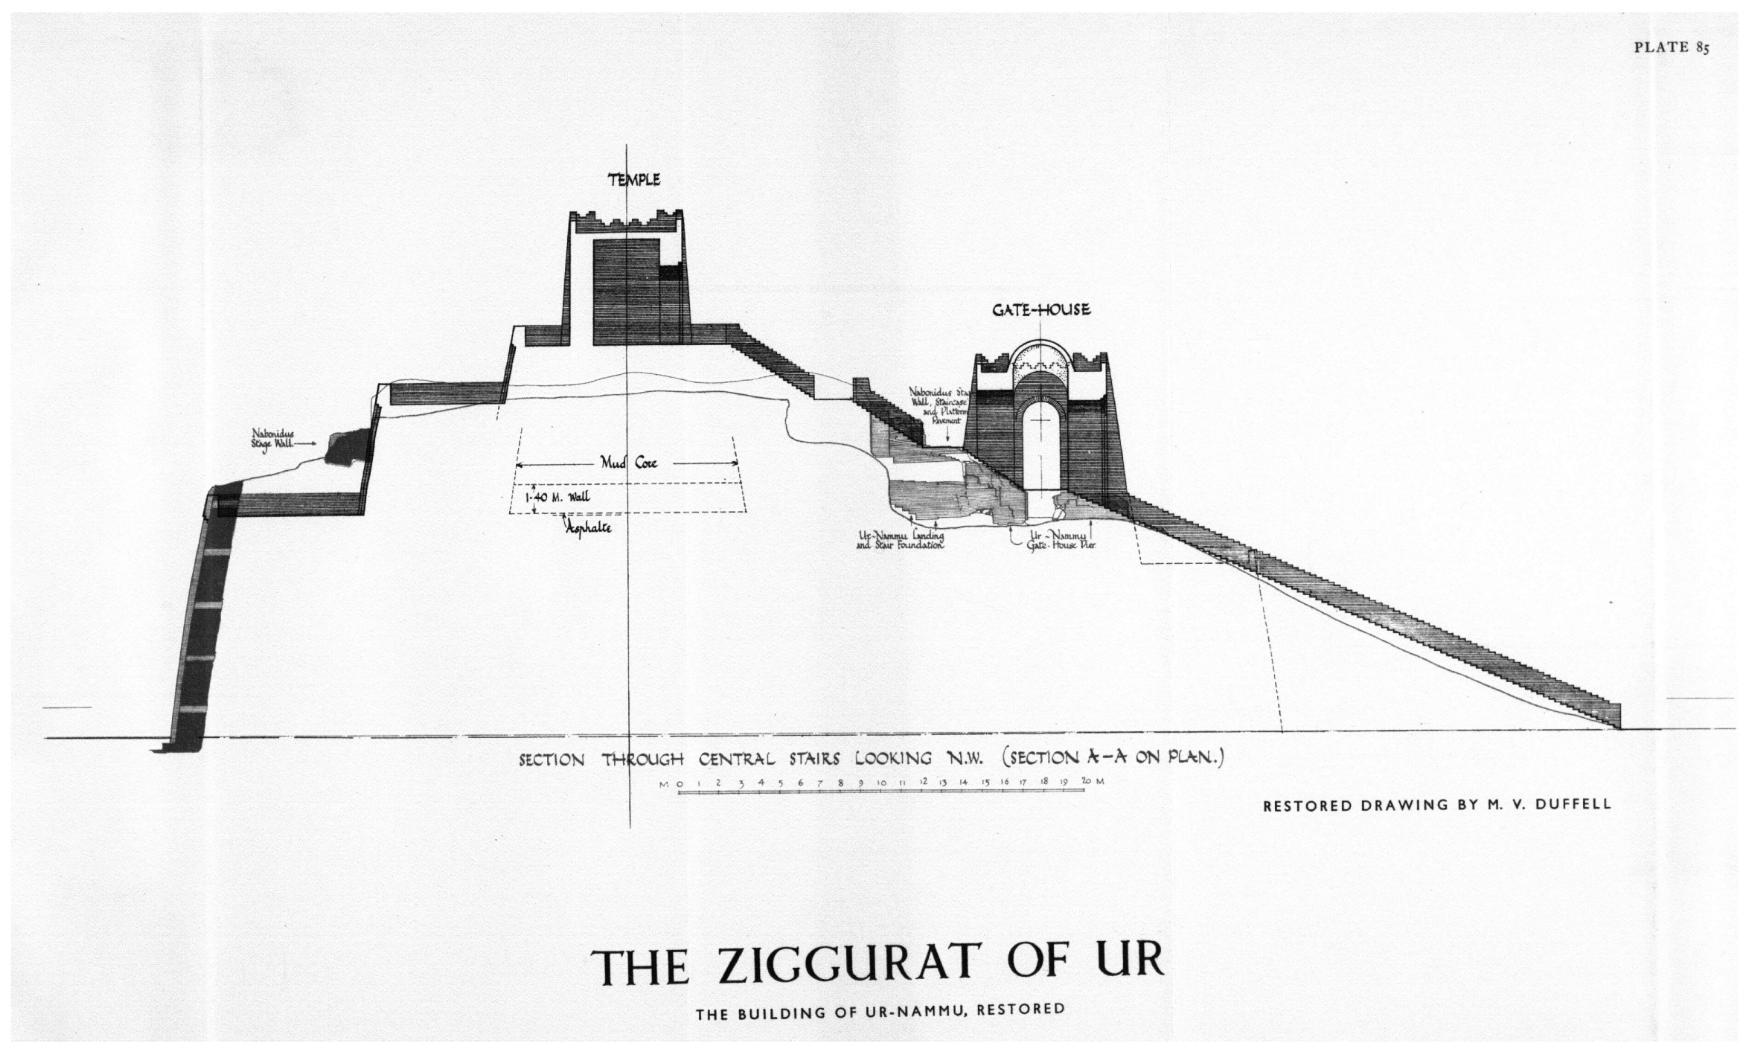 PLATE 85
TEMPLE
GATE-HOUSE
Nabonidus Stage
Wall, Staircase
and Platform
Pavement
Nabonidus
Stage Wall
Mud Core
1·40 M. Wall
Asphalte
Ur-Nammu Landing
and Stair Foundation
Ur-Nammu
Gate-House Pier
SECTION THROUGH CENTRAL STAIRS LOOKING N.W. (SECTION A-A ON PLAN.)
M 0 1 2 3 4 5 6 7 8 9 10 11 12 13 14 15 16 17 18 19 20 M
RESTORED DRAWING BY M. V. DUFFELL
THE ZIGGURAT OF UR
THE BUILDING OF UR-NAMMU, RESTORED